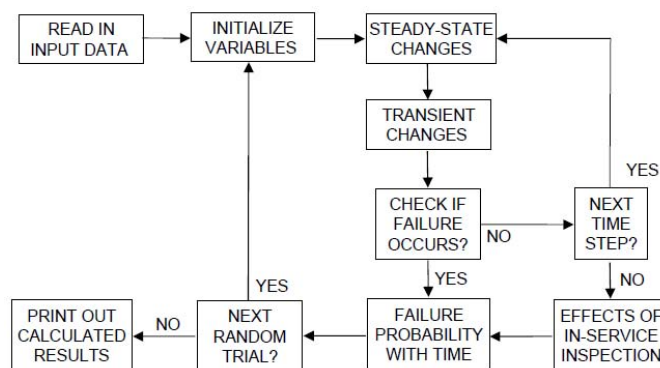 READ IN
INPUT DATA
INITIALIZE
VARIABLES
STEADY-STATE
CHANGES
TRANSIENT
CHANGES
CHECK IF
FAILURE
OCCURS?
NO
YES
NEXT
TIME
STEP?
YES
NO
EFFECTS OF
IN-SERVICE
INSPECTION
FAILURE
PROBABILITY
WITH TIME
NEXT
RANDOM
TRIAL?
YES
NO
PRINT OUT
CALCULATED
RESULTS